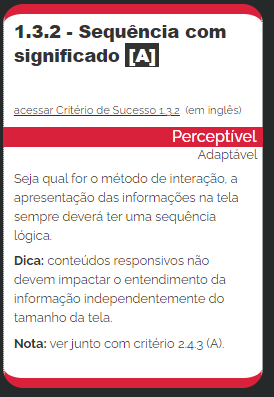 1.3.2 - Sequência com
significado [A]
acessar Critério de Sucesso 1.3.2 (em inglês)
Perceptível
Adaptável
Seja qual for o método de interação, a
apresentação das informações na tela
sempre deverá ter uma sequência
lógica.
Dica: conteúdos responsivos não
devem impactar o entendimento da
informação independentemente do
tamanho da tela.
Nota: ver junto com critério 2.4.3 (A).